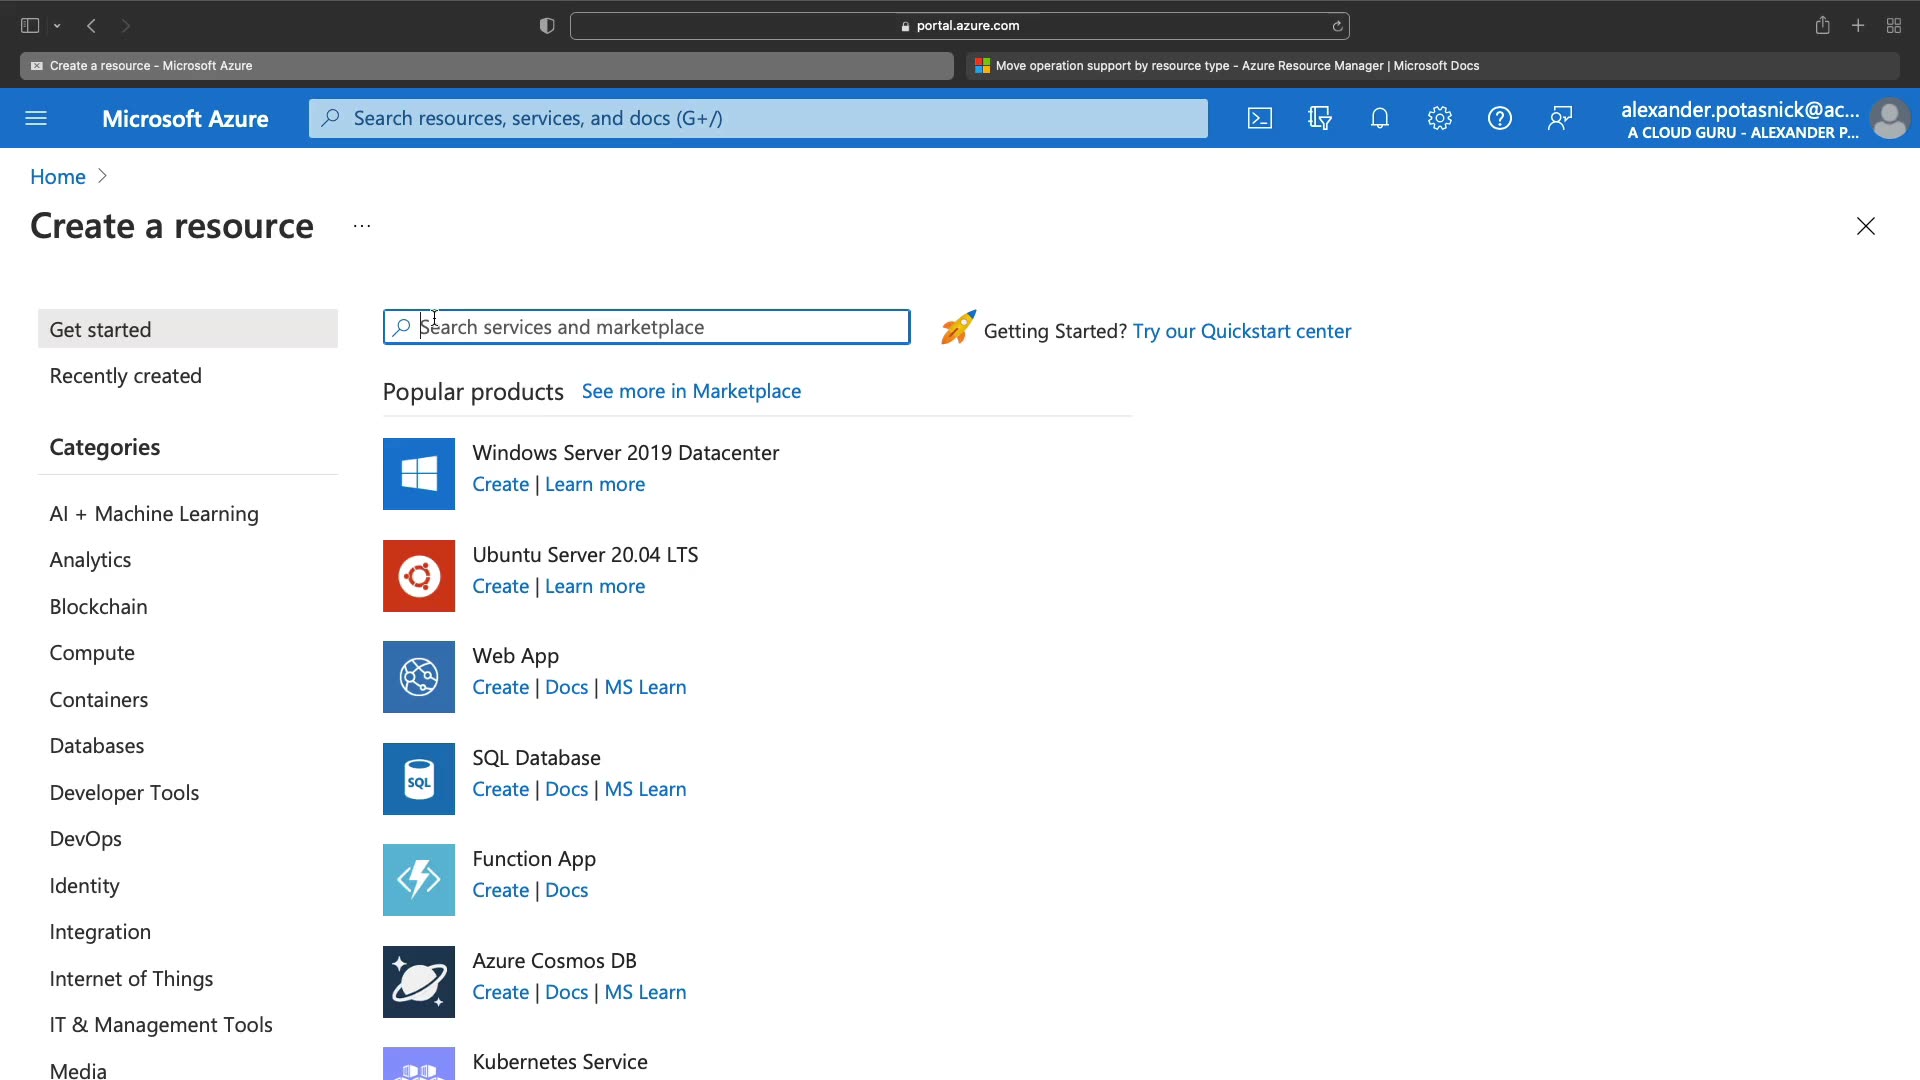 portal.azure.com
Create a resource - Microsoft Azure
Move operation support by resource type - Azure Resource Manager | Microsoft Docs
Microsoft Azure
Search resources, services, and docs (G+/)
alexander.potasnick@ac...
A CLOUD GURU - ALEXANDER P...
Home
Create a resource
...
Get started
Recently created
Categories
AI + Machine Learning
Analytics
Blockchain
Compute
Containers
Databases
Developer Tools
DevOps
Identity
Integration
Internet of Things
IT & Management Tools
Media
Search services and marketplace
Getting Started? Try our Quickstart center
Popular products See more in Marketplace
Windows Server 2019 Datacenter
Create | Learn more
Ubuntu Server 20.04 LTS
Create | Learn more
Web App
Create | Docs | MS Learn
SQL
SQL Database
Create | Docs | MS Learn
Function App
Create | Docs
Azure Cosmos DB
Create | Docs | MS Learn
Kubernetes Service